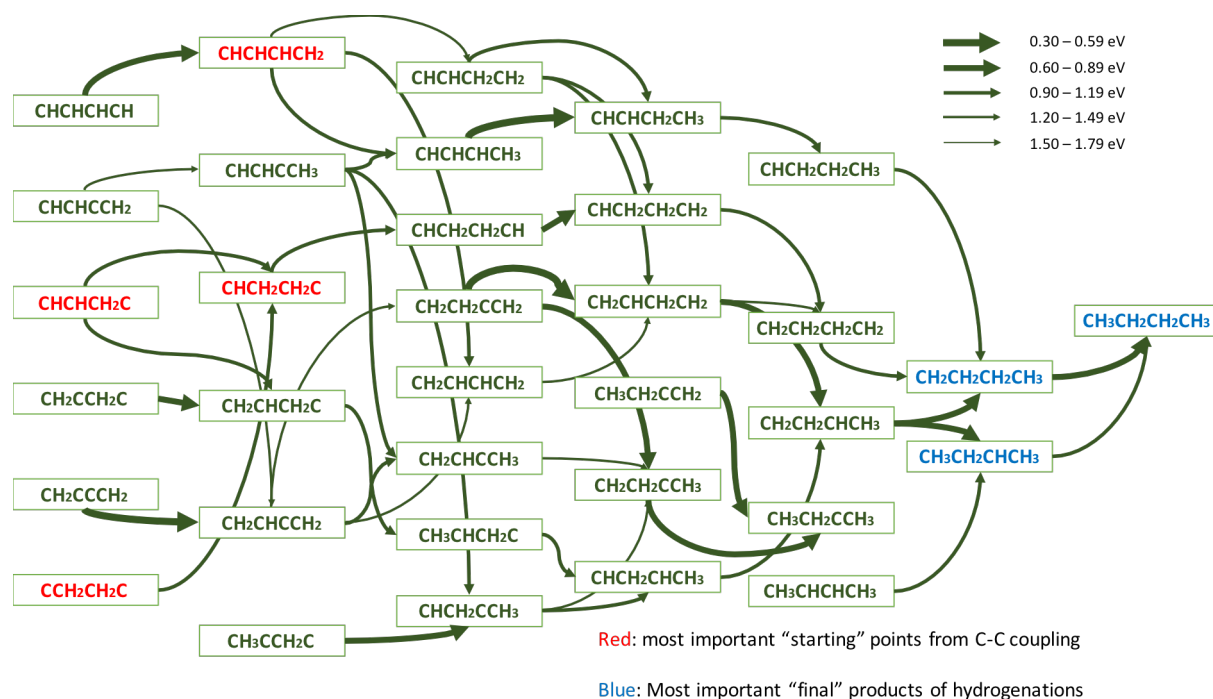 CHCHCHCH
CHCHCCH₂
CHCHCH₂C
CH₂CCH₂C
CH₂CCCH₂
CCH₂CH₂C
CHCHCHCH₂
CHCHCCH₃
CHCH₂CH₂C
CH₂CHCH₂C
CH₂CHCCH₂
CH₃CCH₂C
CHCHCH₂CH₂
CHCHCHCH₃
CHCH₂CH₂CH
CH₂CH₂CCH₂
CH₂CHCHCH₂
CH₂CHCCH₃
CH₃CHCH₂C
CHCH₂CCH₃
CHCHCH₂CH₃
CHCH₂CH₂CH₂
CH₂CHCH₂CH₂
CH₃CH₂CCH₂
CH₂CH₂CCH₃
CHCH₂CHCH₃
CHCH₂CH₂CH₃
CH₂CH₂CH₂CH₂
CH₂CH₂CHCH₃
CH₃CH₂CCH₃
CH₃CHCHCH₃
CH₂CH₂CH₂CH₃
CH₃CH₂CHCH₃
CH₃CH₂CH₂CH₃
0.30 – 0.59 eV
0.60 – 0.89 eV
0.90 – 1.19 eV
1.20 – 1.49 eV
1.50 – 1.79 eV
Red: most important “starting” points from C-C coupling
Blue: Most important “final” products of hydrogenations